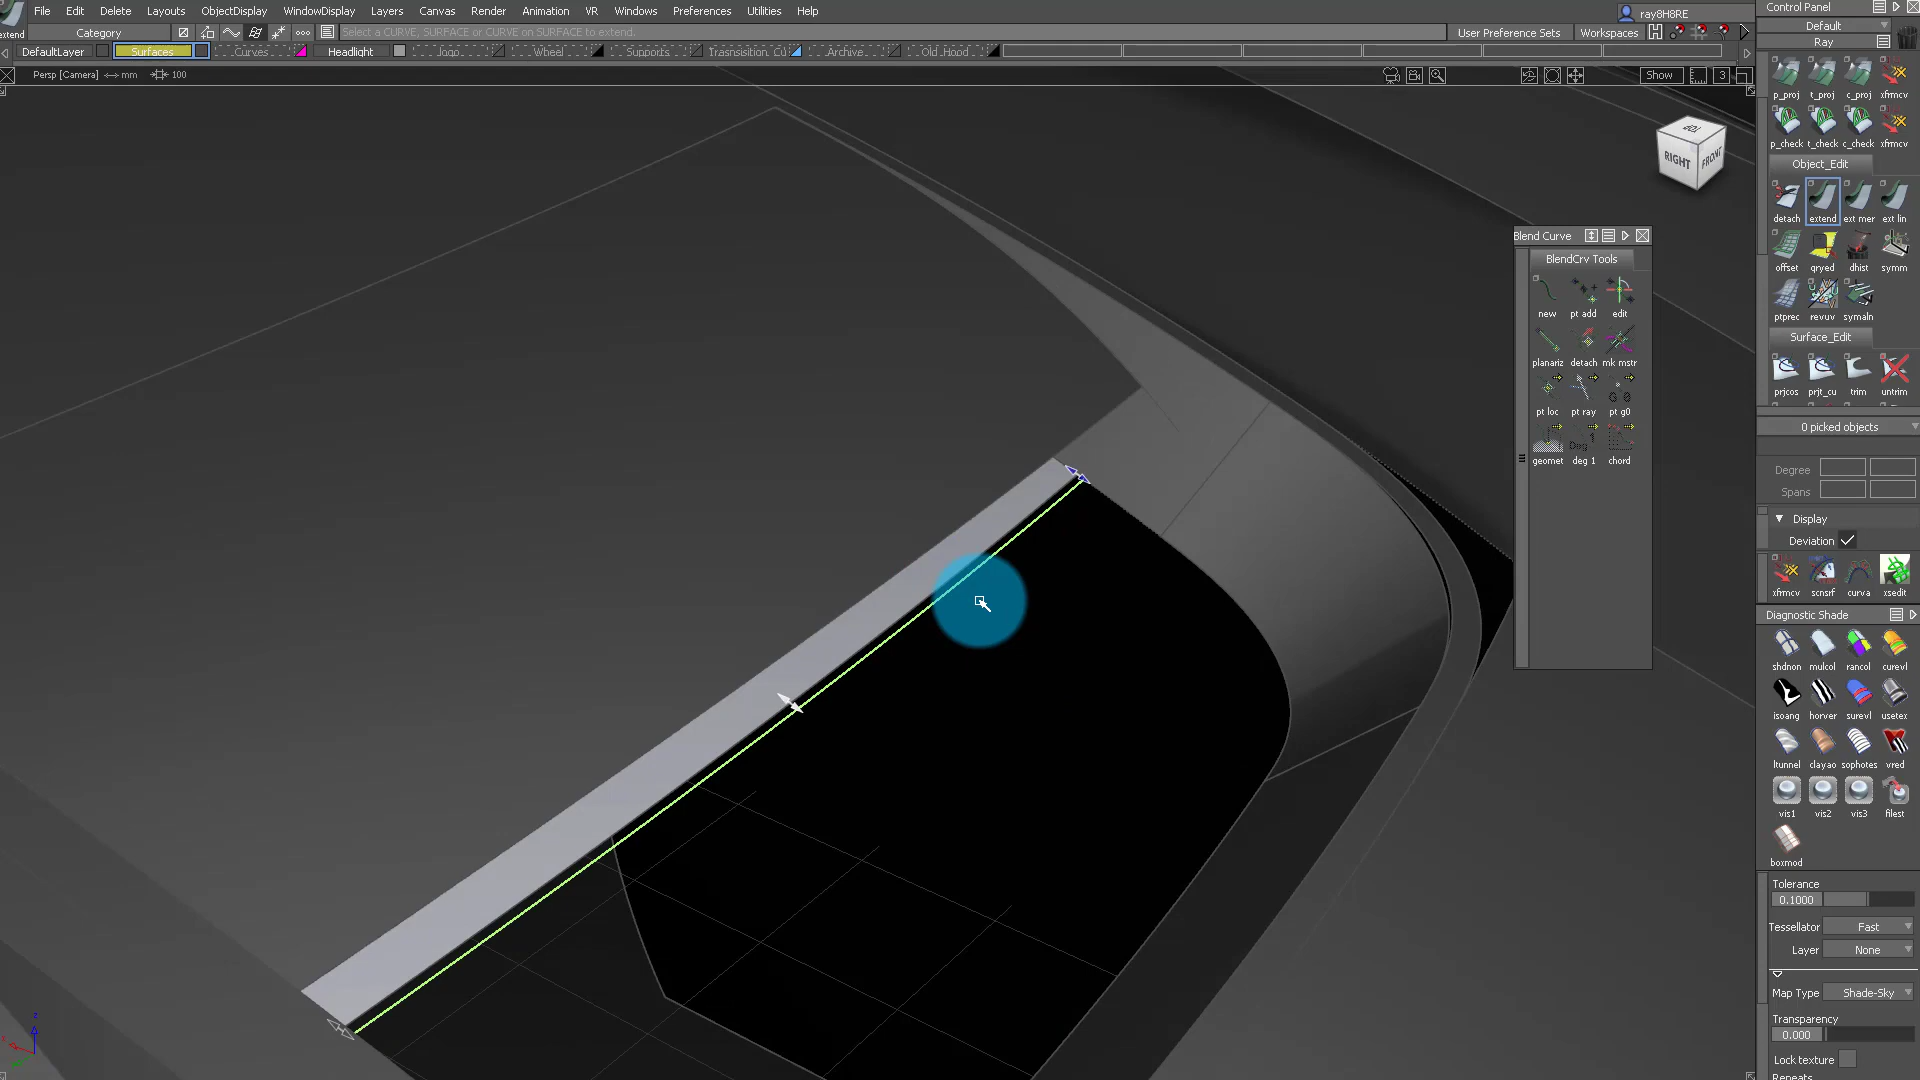 File Edit Delete Layouts ObjectDisplay WindowDisplay Layers Canvas Render Animation VR Windows Preferences Utilities Help
ray8H8RE
Control Panel
Default
Ray
extend
Category
Select a CURVE, SURFACE or CURVE on SURFACE to extend.
User Preference Sets
Workspaces
DefaultLayer
Surfaces
Curves
Headlight
logo
Wheel
Supports
Archive
Old_Hood
Persp [Camera] mm 100
Show
3
TOP
RIGHT
FRONT
p_proj t_proj c_proj xfrmcv
p_check t_check c_check xfrmcv
Object_Edit
detach extend ext mer ext lin
offset qryed dhist symm
ptprec revuv symaln
Surface_Edit
prjcos prjt_cu trim untrim
0 picked objects
Degree
Spans
Display
Deviation
xfrmcv scnsrf curva xsedit
Diagnostic Shade
shdnon mulcol rancol curevl
isoang horver surevl usetex
ltunnel clayao sophotes vred
vis1 vis2 vis3 filest
boxmod
Tolerance
0.1000
Tessellator Fast
Layer None
Map Type Shade-Sky
Transparency
0.000
Lock texture
Repeats
Blend Curve
BlendCrv Tools
new pt add edit
planariz detach mk mstr
pt loc pt ray pt g0
geomet deg 1 chord
z